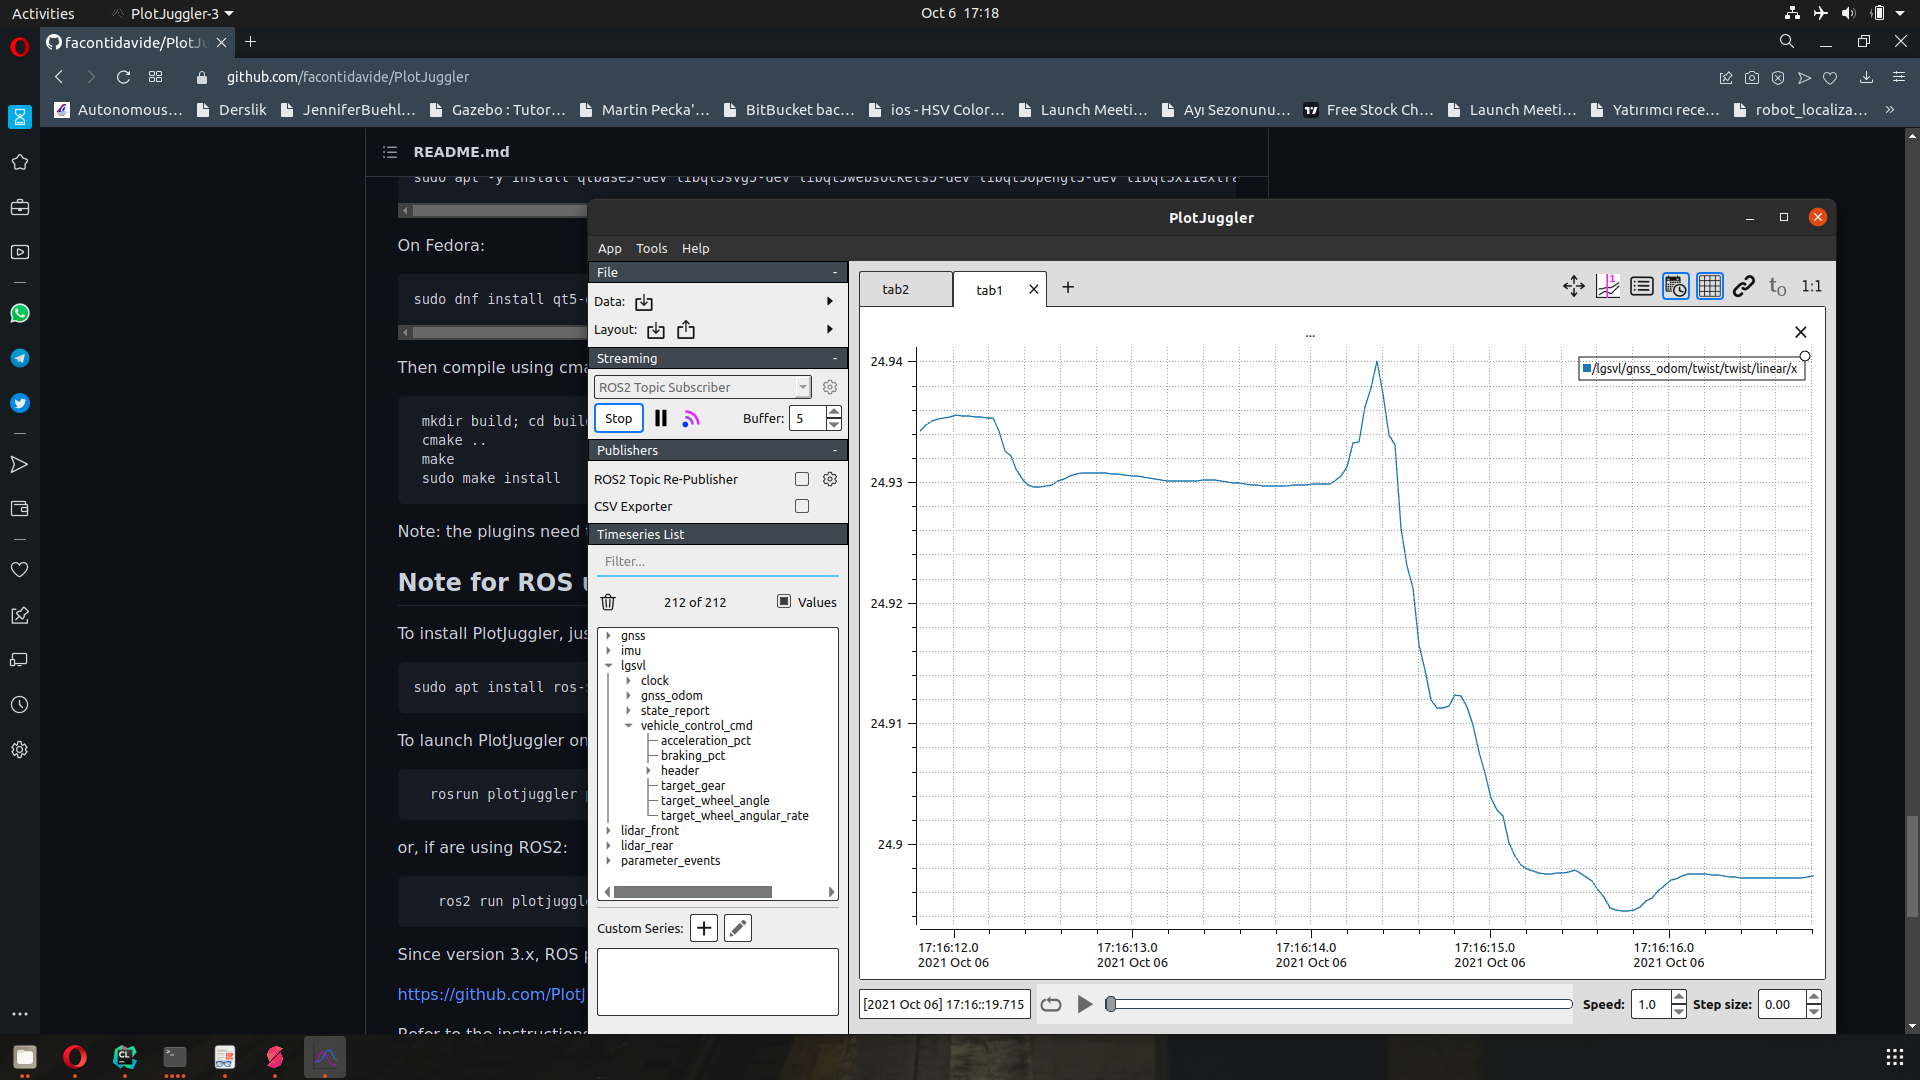 Activities
PlotJuggler-3
Oct 6 17:18
facontidavide/PlotJu
github.com/facontidavide/PlotJuggler
Autonomous…
Derslik
JenniferBuehl…
Gazebo : Tutor…
Martin Pecka'…
BitBucket bac…
ios - HSV Color…
Launch Meeti…
Ayı Sezonunu…
Free Stock Ch…
Launch Meeti…
Yatırımcı rece…
robot_localiza…
»
README.md
sudo apt -y install qtbase5-dev libqt5svg5-dev libqt5websockets5-dev libqt5opengl5-dev libqt5x11extra
On Fedora:
sudo dnf install qt5-
Then compile using cma
mkdir build; cd buil
cmake ..
make
sudo make install
Note: the plugins need
Note for ROS
To install PlotJuggler, jus
sudo apt install ros-
To launch PlotJuggler on
rosrun plotjuggler
or, if are using ROS2:
ros2 run plotjuggle
Since version 3.x, ROS
https://github.com/PlotJ
Refer to the instructions
PlotJuggler
App
Tools
Help
File
-
Data:
Layout:
Streaming
-
ROS2 Topic Subscriber
Stop
Buffer:
5
Publishers
-
ROS2 Topic Re-Publisher
CSV Exporter
Timeseries List
Filter...
212 of 212
Values
gnss
imu
lgsvl
clock
gnss_odom
state_report
vehicle_control_cmd
acceleration_pct
braking_pct
header
target_gear
target_wheel_angle
target_wheel_angular_rate
lidar_front
lidar_rear
parameter_events
Custom Series:
tab2
tab1
+
1
t0
1:1
...
/lgsvl/gnss_odom/twist/twist/linear/x
24.94
24.93
24.92
24.91
24.9
17:16:12.0
2021 Oct 06
17:16:13.0
2021 Oct 06
17:16:14.0
2021 Oct 06
17:16:15.0
2021 Oct 06
17:16:16.0
2021 Oct 06
[2021 Oct 06] 17:16::19.715
Speed:
1.0
Step size:
0.00